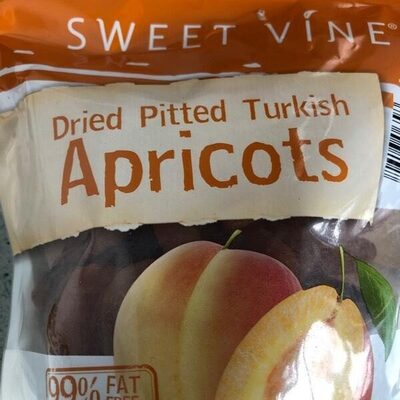 SWEET VINE®
Dried Pitted Turkish
Apricots
99% FAT
FREE